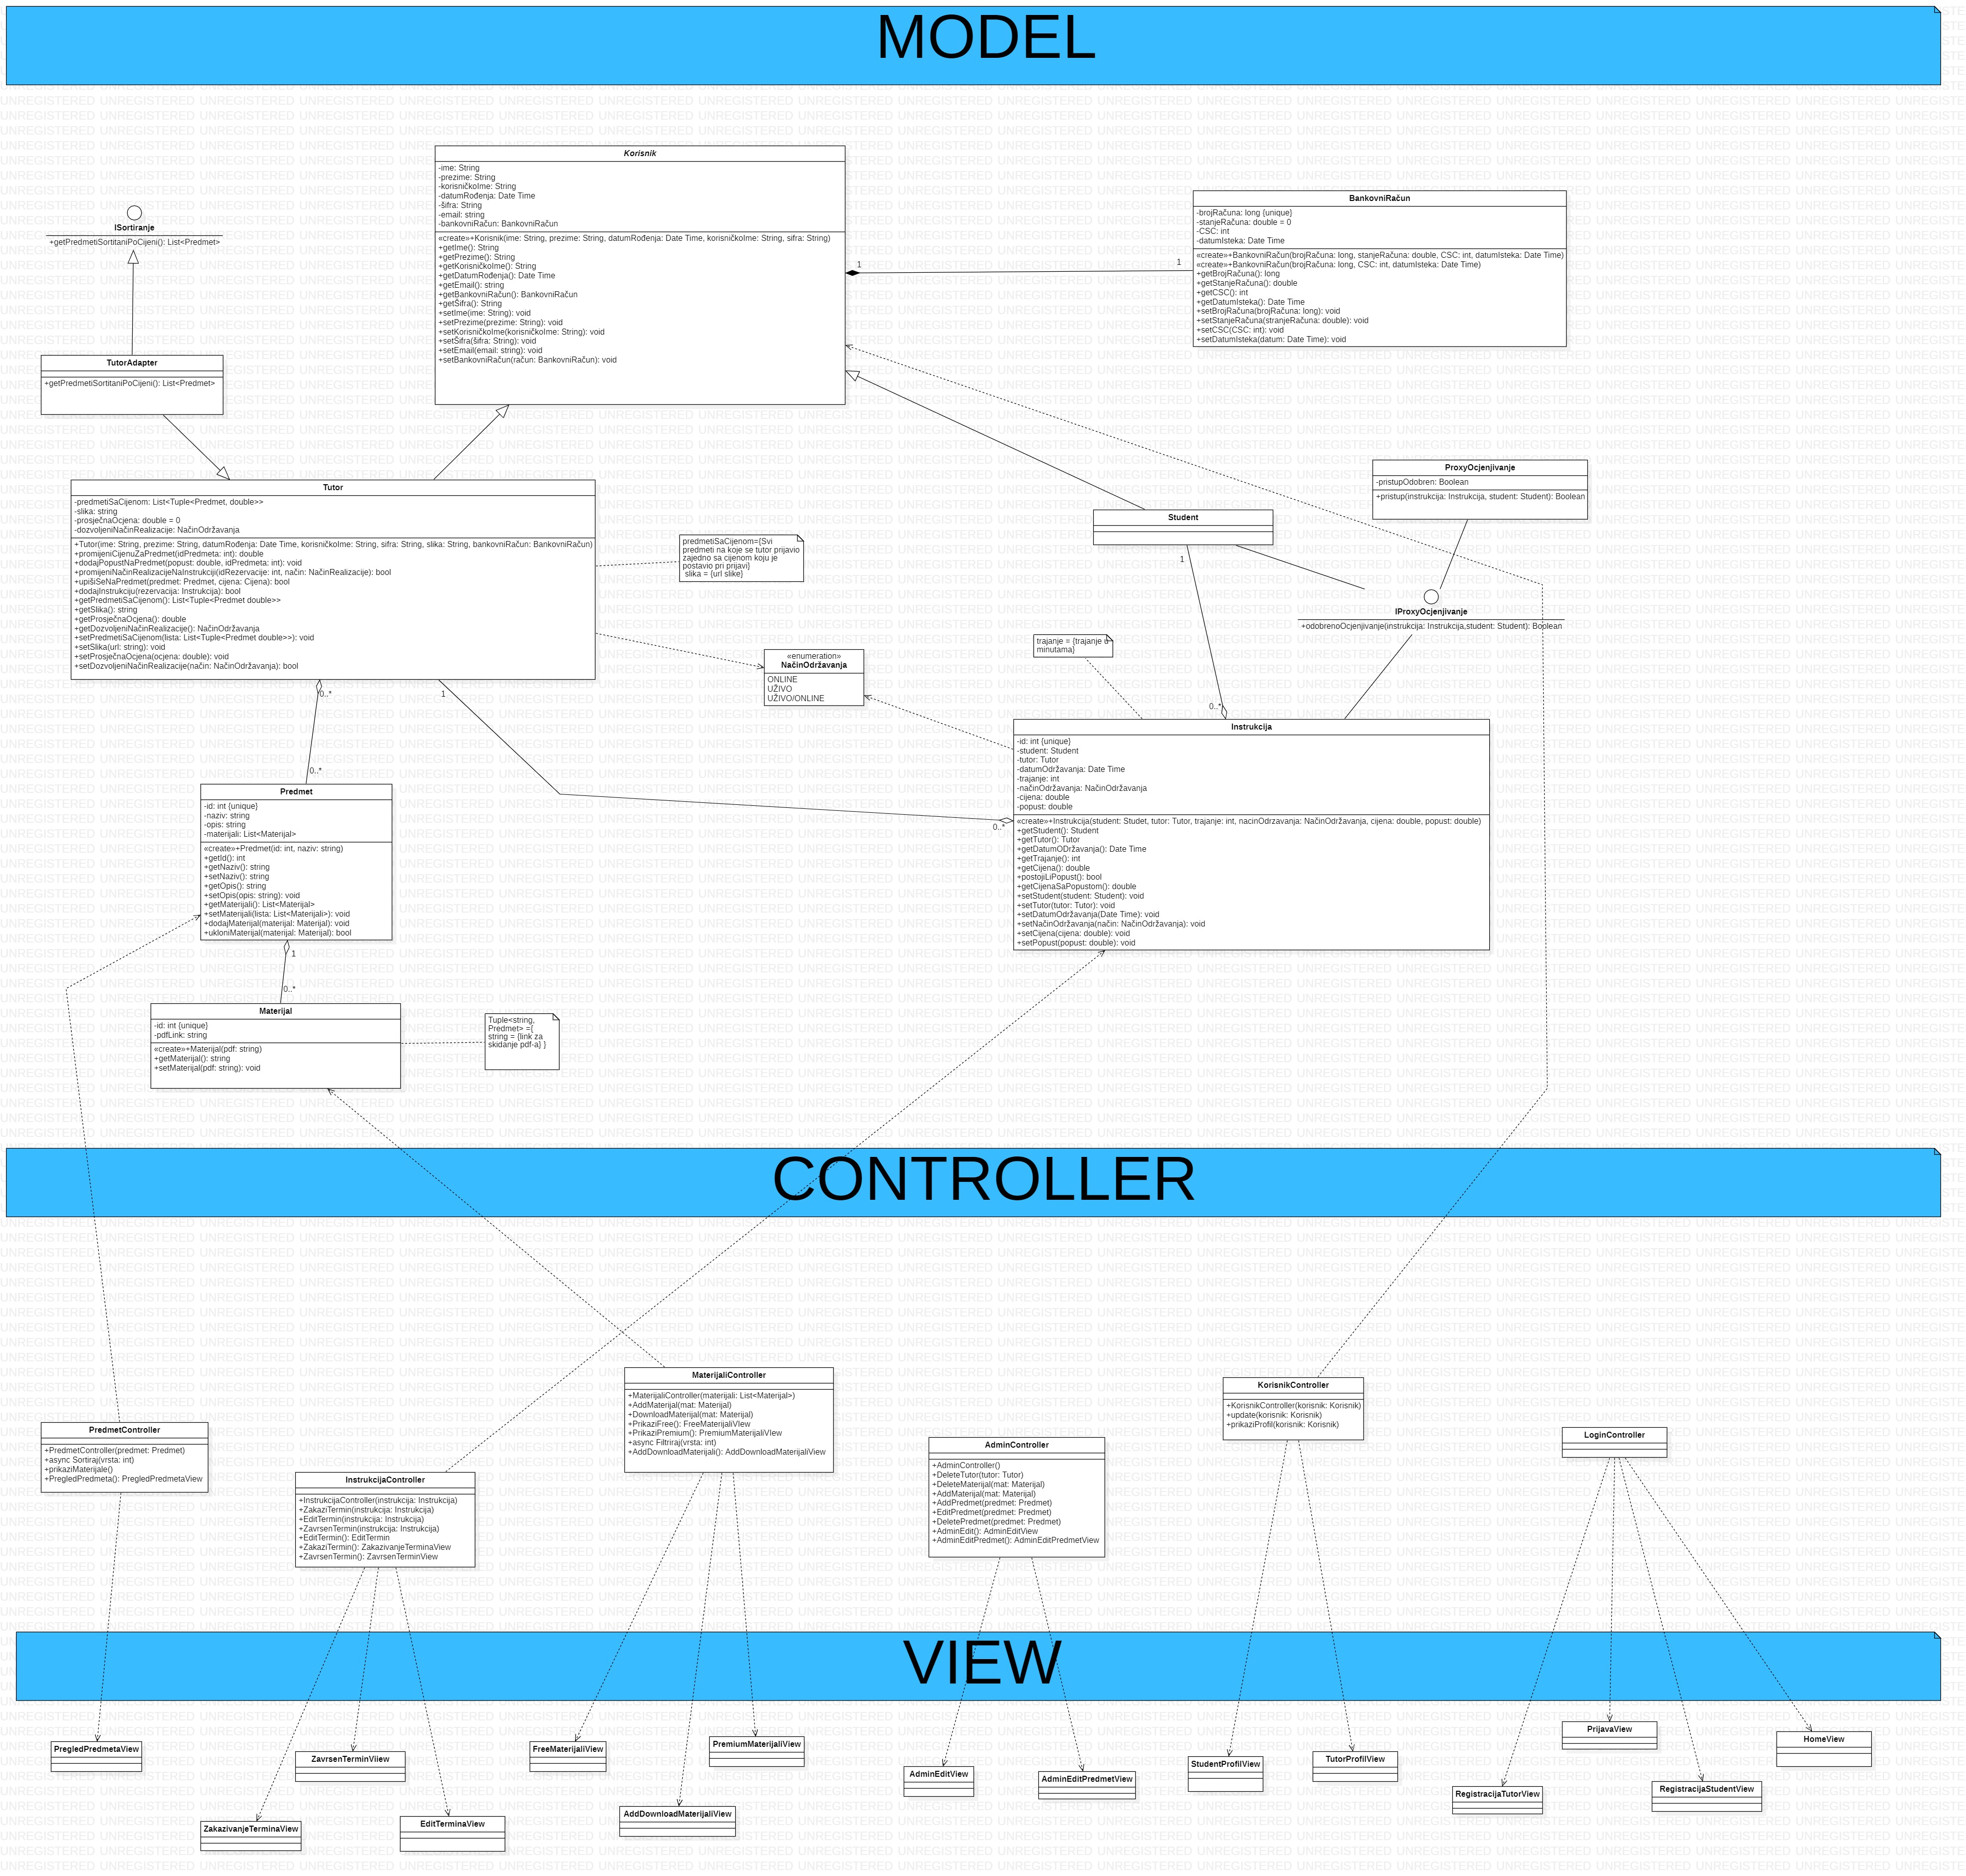 MODEL
Korisnik
-ime: String
-prezime: String
-korisničkoIme: String
-datumRođenja: Date Time
-šifra: String
-email: string
-bankovniRačun: BankovniRačun
«create»+Korisnik(ime: String, prezime: String, datumRođenja: Date Time, korisničkoIme: String, sifra: String)
+getIme(): String
+getPrezime(): String
+getKorisničkoIme(): String
+getDatumRođenja(): Date Time
+getEmail(): string
+getBankovniRačun(): BankovniRačun
+getŠifra(): String
+setIme(ime: String): void
+setPrezime(prezime: String): void
+setKorisničkoIme(korisničkoIme: String): void
+setŠifra(šifra: String): void
+setEmail(email: string): void
+setBankovniRačun(račun: BankovniRačun): void
1
1
BankovniRačun
-brojRačuna: long {unique}
-stanjeRačuna: double = 0
-CSC: int
-datumIsteka: Date Time
«create»+BankovniRačun(brojRačuna: long, stanjeRačuna: double, CSC: int, datumIsteka: Date Time)
«create»+BankovniRačun(brojRačuna: long, CSC: int, datumIsteka: Date Time)
+getBrojRačuna(): long
+getStanjeRačuna(): double
+getCSC(): int
+getDatumIsteka(): Date Time
+setBrojRačuna(brojRačuna: long): void
+setStanjeRačuna(stranjeRačuna: double): void
+setCSC(CSC: int): void
+setDatumIsteka(datum: Date Time): void
ISortiranje
+getPredmetiSortitaniPoCijeni(): List<Predmet>
TutorAdapter
+getPredmetiSortitaniPoCijeni(): List<Predmet>
Tutor
-predmetiSaCijenom: List<Tuple<Predmet, double>>
-slika: string
-prosječnaOcjena: double = 0
-dozvoljeniNačinRealizacije: NačinOdržavanja
+Tutor(ime: String, prezime: String, datumRođenja: Date Time, korisničkoIme: String, sifra: String, slika: String, bankovniRačun: BankovniRačun)
+promijeniCijenuZaPredmet(idPredmeta: int): double
+dodajPopustNaPredmet(popust: double, idPredmeta: int): void
+promijeniNačinRealizacijeNaInstrukciji(idRezervacije: int, način: NačinRealizacije): bool
+upišiSeNaPredmet(predmet: Predmet, cijena: Cijena): bool
+dodajInstrukciju(rezervacija: Instrukcija): bool
+getPredmetiSaCijenom(): List<Tuple<Predmet double>>
+getSlika(): string
+getProsječnaOcjena(): double
+getDozvoljeniNačinRealizacije(): NačinOdržavanja
+setPredmetiSaCijenom(lista: List<Tuple<Predmet double>>): void
+setSlika(url: string): void
+setProsječnaOcjena(ocjena: double): void
+setDozvoljeniNačinRealizacije(način: NačinOdržavanja): bool
predmetiSaCijenom={Svi
predmeti na koje se tutor prijavio
zajedno sa cijenom koju je
postavio pri prijavi}
slika = {url slike}
Student
ProxyOcjenjivanje
-pristupOdobren: Boolean
+pristup(instrukcija: Instrukcija, student: Student): Boolean
IProxyOcjenjivanje
+odobrenoOcjenjivanje(instrukcija: Instrukcija,student: Student): Boolean
«enumeration»
NačinOdržavanja
ONLINE
UŽIVO
UŽIVO/ONLINE
trajanje = {trajanje u
minutama}
1
0..*
0..*
1
0..*
Instrukcija
-id: int {unique}
-student: Student
-tutor: Tutor
-datumOdržavanja: Date Time
-trajanje: int
-načinOdržavanja: NačinOdržavanja
-cijena: double
-popust: double
«create»+Instrukcija(student: Studet, tutor: Tutor, trajanje: int, nacinOdrzavanja: NačinOdržavanja, cijena: double, popust: double)
+getStudent(): Student
+getTutor(): Tutor
+getDatumODržavanja(): Date Time
+getTrajanje(): int
+getCijena(): double
+postojiLiPopust(): bool
+getCijenaSaPopustom(): double
+setStudent(student: Student): void
+setTutor(tutor: Tutor): void
+setDatumOdržavanja(Date Time): void
+setNačinOdržavanja(način: NačinOdržavanja): void
+setCijena(cijena: double): void
+setPopust(popust: double): void
0..*
Predmet
-id: int {unique}
-naziv: string
-opis: string
-materijali: List<Materijal>
«create»+Predmet(id: int, naziv: string)
+getId(): int
+getNaziv(): string
+setNaziv(): string
+getOpis(): string
+setOpis(opis: string): void
+getMaterijali(): List<Materijal>
+setMaterijali(lista: List<Materijali>): void
+dodajMaterijal(materijal: Materijal): void
+ukloniMaterijal(materijal: Materijal): bool
1
0..*
Materijal
-id: int {unique}
-pdfLink: string
«create»+Materijal(pdf: string)
+getMaterijal(): string
+setMaterijal(pdf: string): void
Tuple<string,
Predmet> ={
string = {link za
skidanje pdf-a} }
CONTROLLER
PredmetController
+PredmetController(predmet: Predmet)
+async Sortiraj(vrsta: int)
+prikaziMaterijale()
+PregledPredmeta(): PregledPredmetaView
InstrukcijaController
+InstrukcijaController(instrukcija: Instrukcija)
+ZakaziTermin(instrukcija: Instrukcija)
+EditTermin(instrukcija: Instrukcija)
+ZavrsenTermin(instrukcija: Instrukcija)
+EditTermin(): EditTermin
+ZakaziTermin(): ZakazivanjeTerminaView
+ZavrsenTermin(): ZavrsenTerminView
MaterijaliController
+MaterijaliController(materijali: List<Materijal>)
+AddMaterijal(mat: Materijal)
+DownloadMaterijal(mat: Materijal)
+PrikaziFree(): FreeMaterijaliVIew
+PrikaziPremium(): PremiumMaterijaliVIew
+async Filtriraj(vrsta: int)
+AddDownloadMaterijali(): AddDownloadMaterijaliView
AdminController
+AdminController()
+DeleteTutor(tutor: Tutor)
+DeleteMaterijal(mat: Materijal)
+AddMaterijal(mat: Materijal)
+AddPredmet(predmet: Predmet)
+EditPredmet(predmet: Predmet)
+DeletePredmet(predmet: Predmet)
+AdminEdit(): AdminEditView
+AdminEditPredmet(): AdminEditPredmetView
KorisnikController
+KorisnikController(korisnik: Korisnik)
+update(korisnik: Korisnik)
+prikaziProfil(korisnik: Korisnik)
LoginController
VIEW
PregledPredmetaView
ZavrsenTerminViiew
ZakazivanjeTerminaView
EditTerminaView
FreeMaterijaliView
PremiumMaterijaliView
AddDownloadMaterijaliView
AdminEditView
AdminEditPredmetView
StudentProfilView
TutorProfilView
RegistracijaTutorView
PrijavaView
RegistracijaStudentView
HomeView